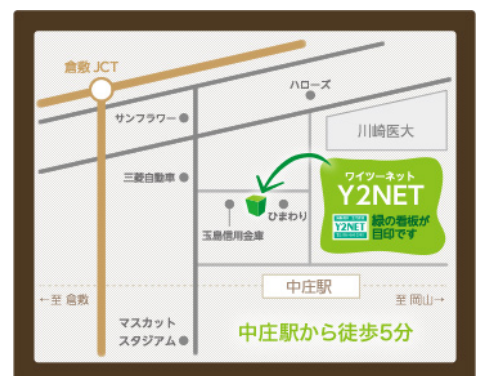 倉敷 JCT
ハローズ
サンフラワー
川崎医大
三菱自動車
ワイツーネット
Y2NET
Y2NET
緑の看板が
目印です
ひまわり
玉島信用金庫
中庄駅
←至 倉敷
至 岡山→
マスカット
スタジアム
中庄駅から徒歩5分